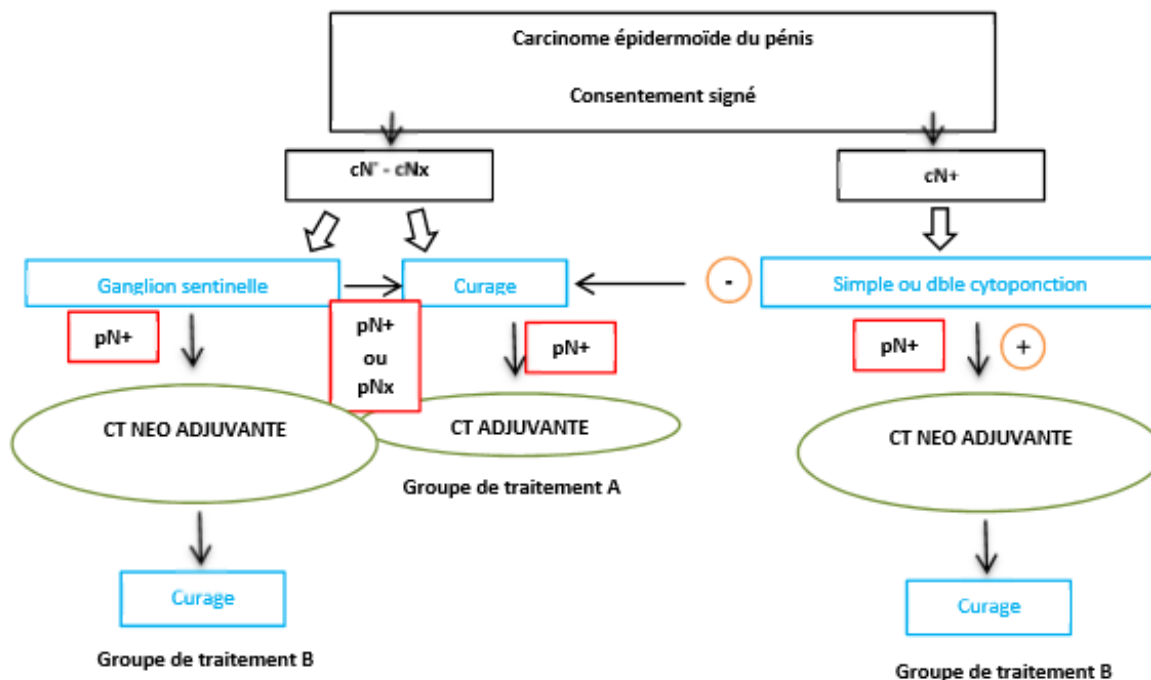 Carcinome épidermoïde du pénis
Consentement signé
cN- - cNx
cN+
Ganglion sentinelle
Curage
-
Simple ou dble cytoponction
pN+
pN+
ou
pNx
pN+
pN+
+
CT NEO ADJUVANTE
CT ADJUVANTE
CT NEO ADJUVANTE
Groupe de traitement A
Curage
Curage
Groupe de traitement B
Groupe de traitement B